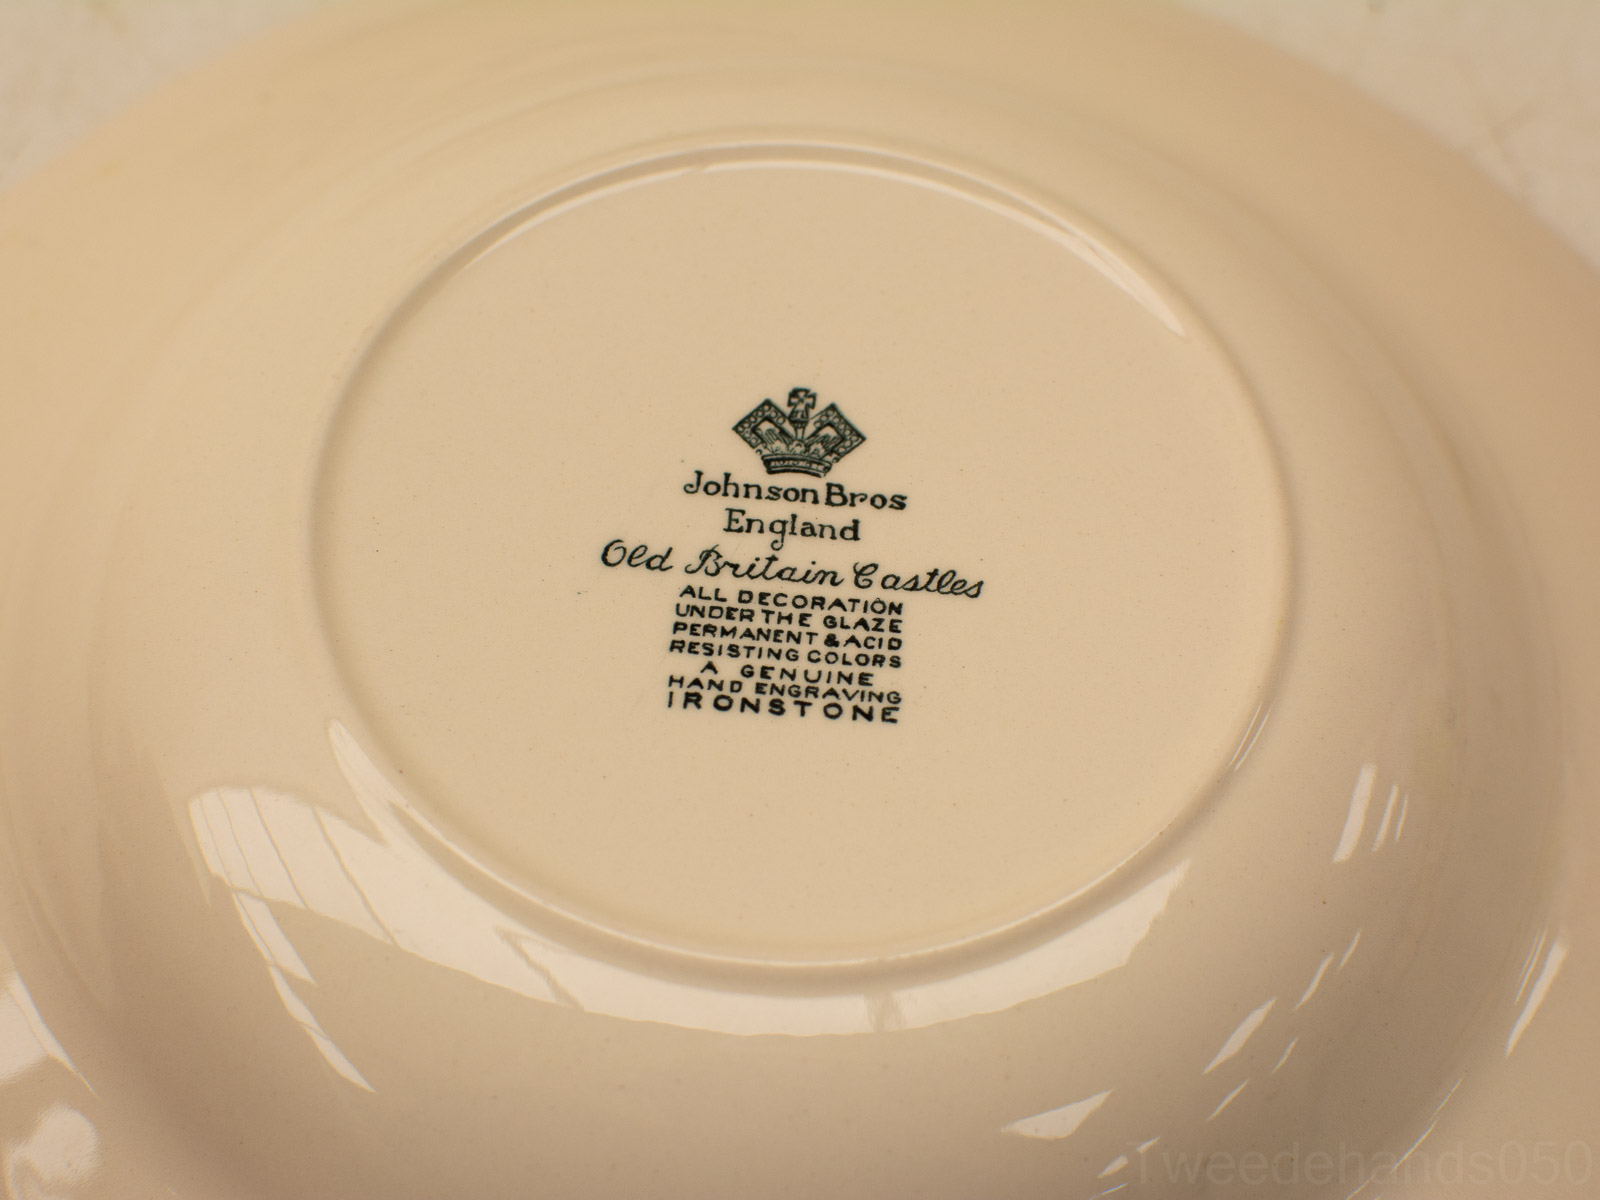 Johnson Bros
England
Old Britain Castles
ALL DECORATION
UNDER THE GLAZE
PERMANENT & ACID
RESISTING COLORS
A GENUINE
HAND ENGRAVING
IRONSTONE
Tweedehands050